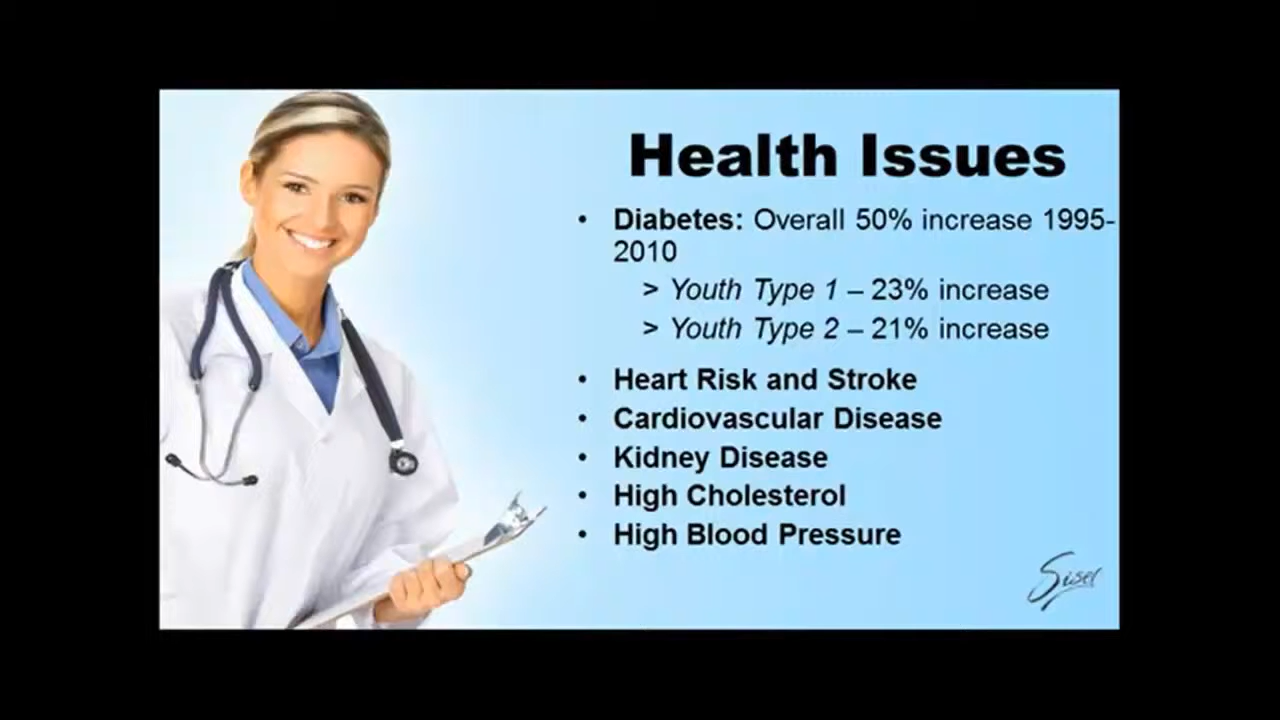 Health Issues
• Diabetes: Overall 50% increase 1995-
2010
> Youth Type 1 – 23% increase
> Youth Type 2 – 21% increase
• Heart Risk and Stroke
• Cardiovascular Disease
• Kidney Disease
• High Cholesterol
• High Blood Pressure
Sisel